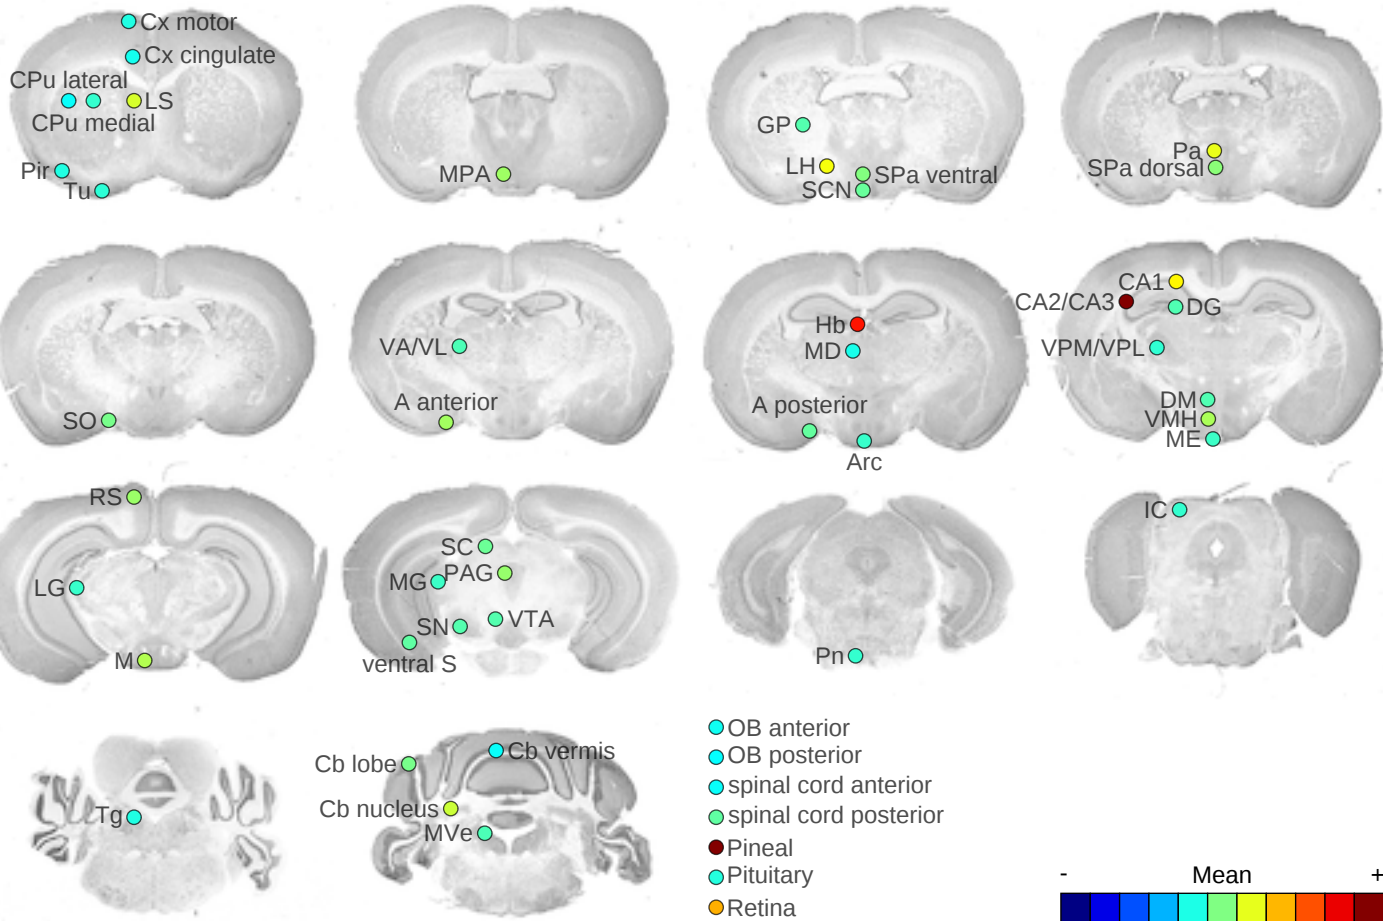 Cx motor
Cx cingulate
CPu lateral
LS
CPu medial
Pir
Tu
MPA
GP
LH
SPa ventral
SCN
Pa
SPa dorsal
SO
VA/VL
A anterior
Hb
MD
A posterior
Arc
CA1
CA2/CA3
DG
VPM/VPL
DM
VMH
ME
RS
LG
M
SC
MG
PAG
SN
VTA
ventral S
Pn
IC
Tg
Cb lobe
Cb vermis
Cb nucleus
MVe
OB anterior
OB posterior
spinal cord anterior
spinal cord posterior
Pineal
Pituitary
Retina
- Mean +